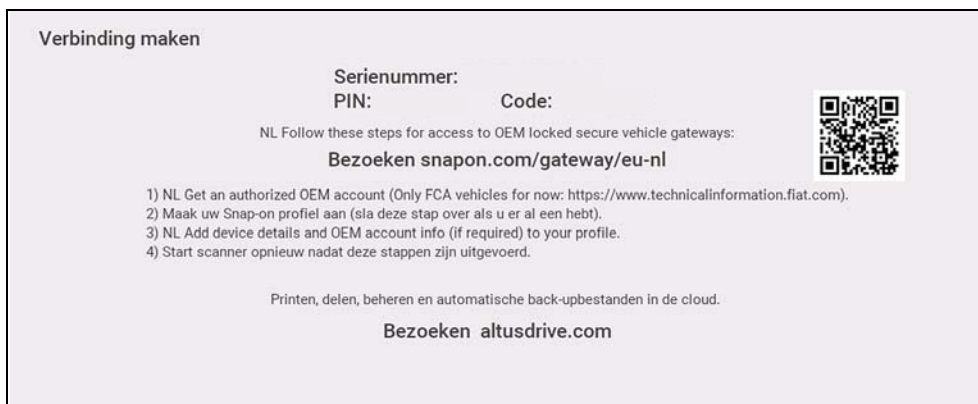 Verbinding maken
Serienummer:
PIN: Code:
NL Follow these steps for access to OEM locked secure vehicle gateways:
Bezoeken snapon.com/gateway/eu-nl
1) NL Get an authorized OEM account (Only FCA vehicles for now: https://www.technicalinformation.fiat.com).
2) Maak uw Snap-on profiel aan (sla deze stap over als u er al een hebt).
3) NL Add device details and OEM account info (if required) to your profile.
4) Start scanner opnieuw nadat deze stappen zijn uitgevoerd.
Printen, delen, beheren en automatische back-upbestanden in de cloud.
Bezoeken altusdrive.com